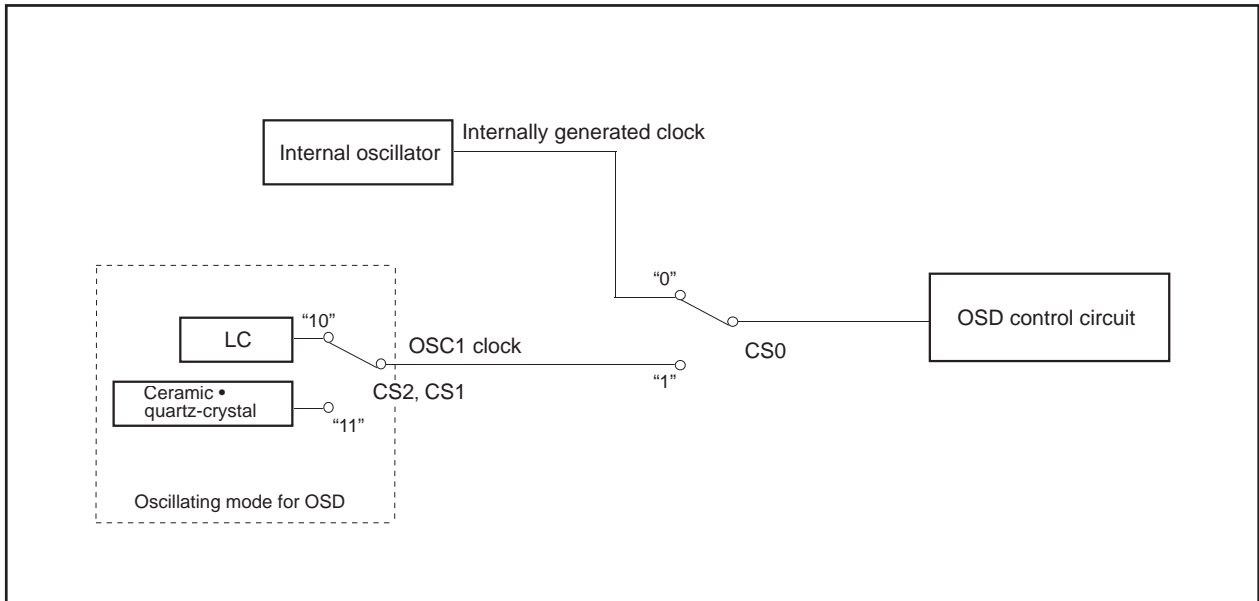 Internally generated clock
Internal oscillator
“0”
OSD control circuit
“10”
LC
OSC1 clock
CS0
“1”
CS2, CS1
Ceramic •
quartz-crystal
“11”
Oscillating mode for OSD